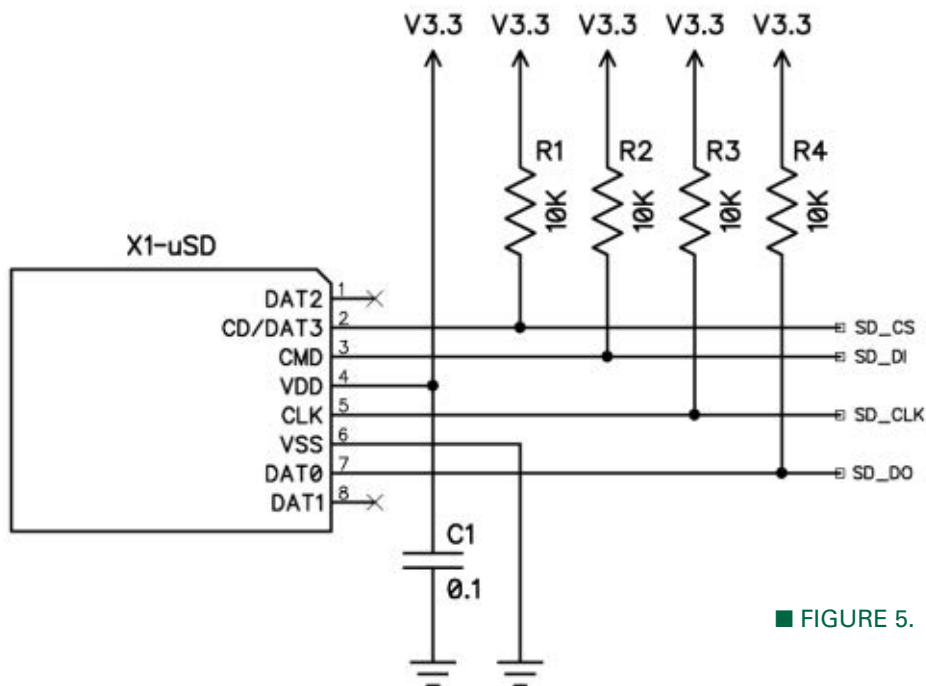 V3.3 V3.3 V3.3 V3.3 V3.3
R1 R2 R3 R4
10K 10K 10K 10K
X1-uSD
DAT2 1
CD/DAT3 2 SD_CS
CMD 3 SD_DI
VDD 4
CLK 5 SD_CLK
VSS 6
DAT0 7 SD_DO
DAT1 8
C1
0.1
■ FIGURE 5.